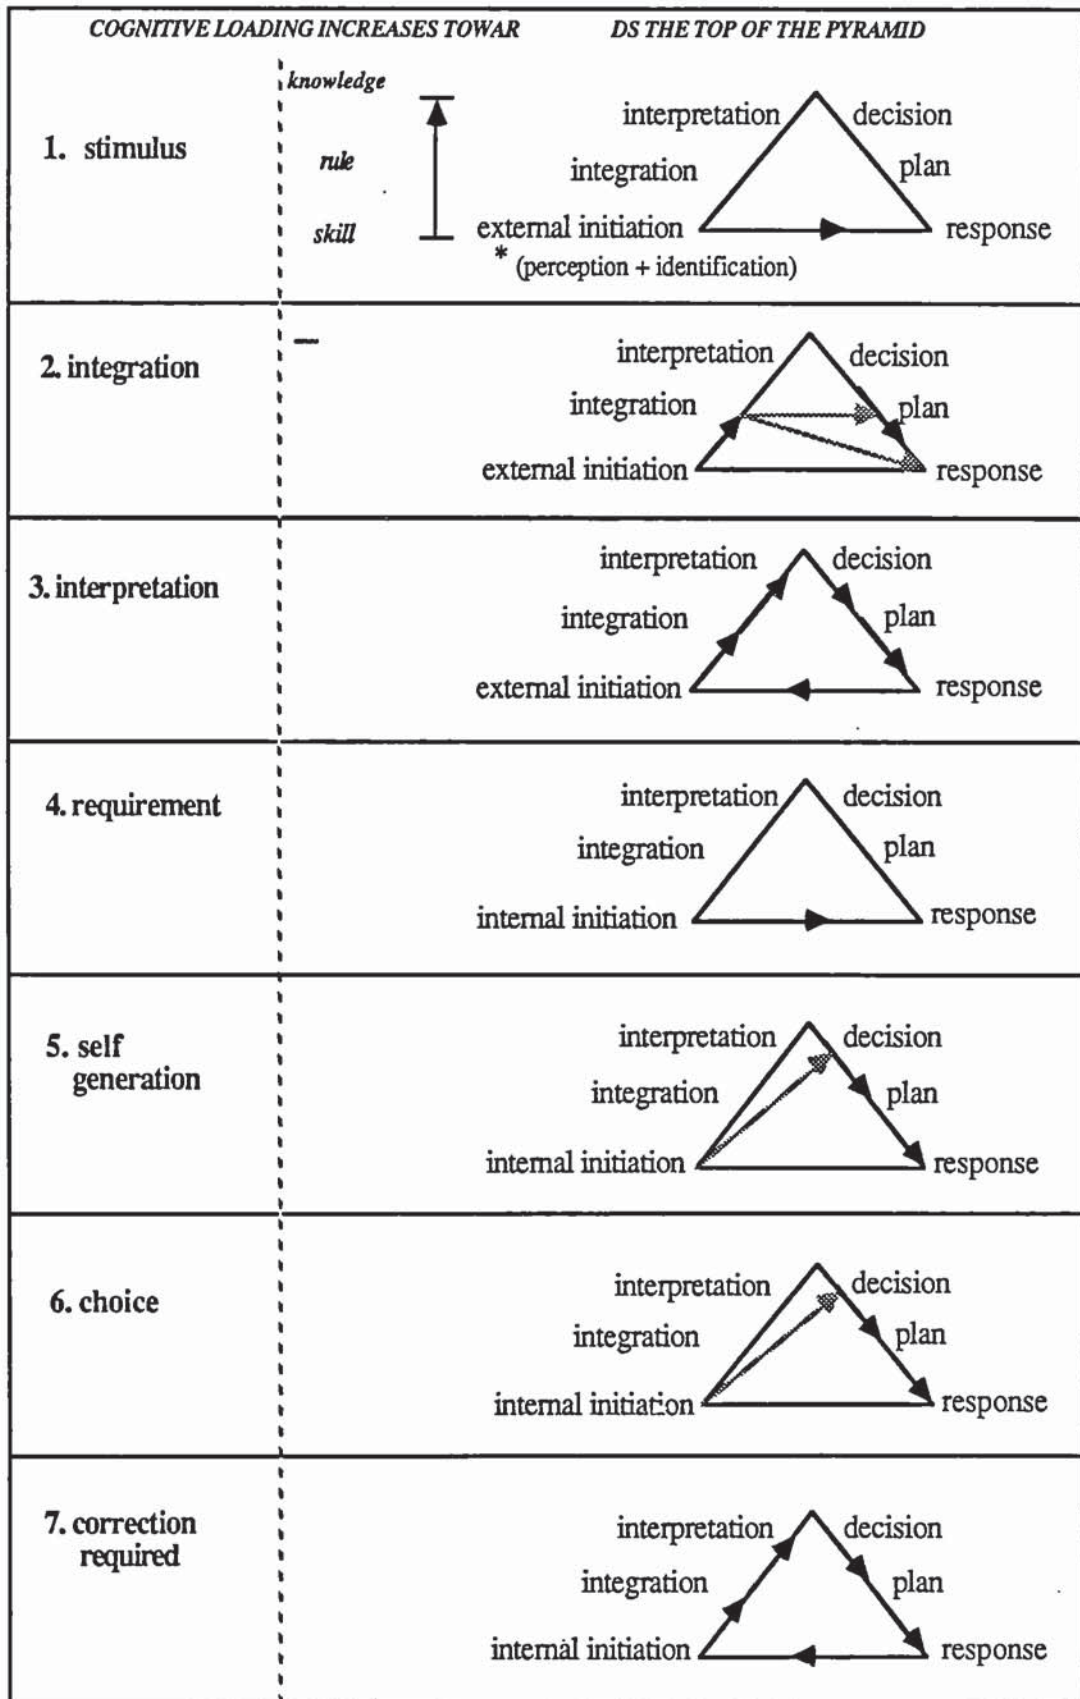 COGNITIVE LOADING INCREASES TOWAR DS THE TOP OF THE PYRAMID
1. stimulus
knowledge
rule
skill
interpretation decision
integration plan
external initiation response
* (perception + identification)
2. integration
interpretation decision
integration plan
external initiation response
3. interpretation
interpretation decision
integration plan
external initiation response
4. requirement
interpretation decision
integration plan
internal initiation response
5. self
generation
interpretation decision
integration plan
internal initiation response
6. choice
interpretation decision
integration plan
internal initiation response
7. correction
required
interpretation decision
integration plan
internal initiation response